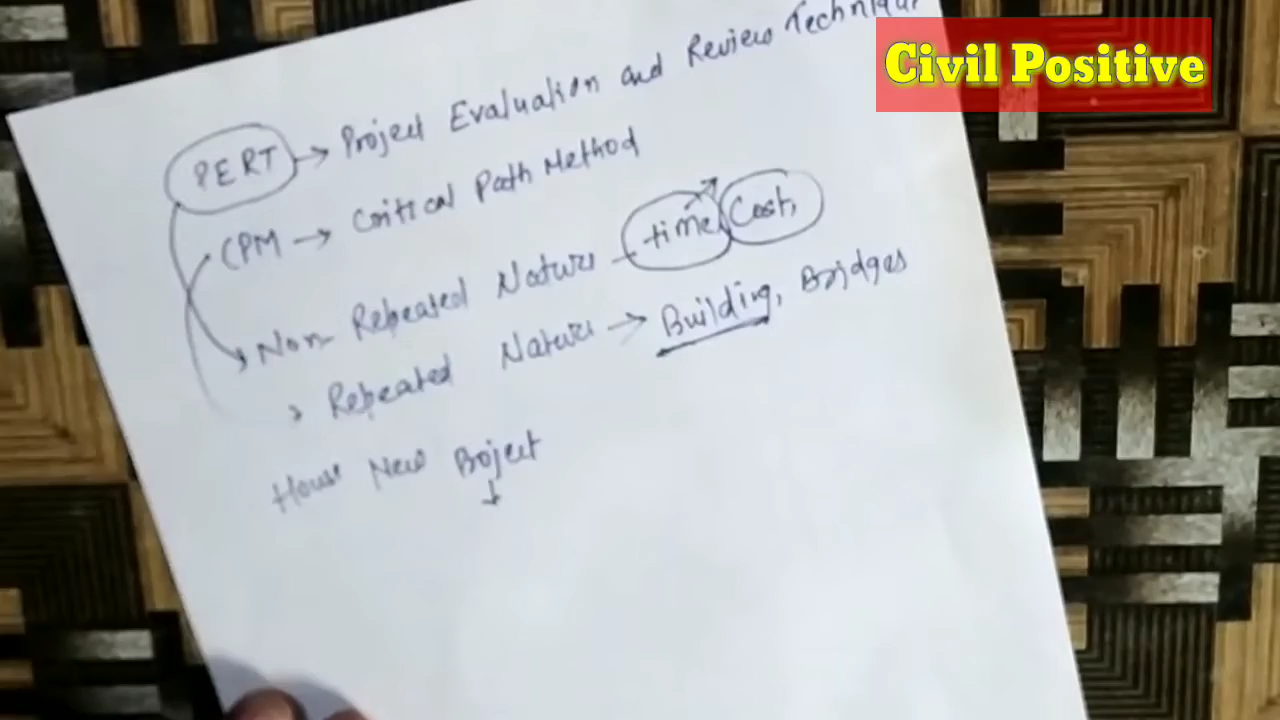 Civil Positive
PERT → Project Evaluation and Review Technique
CPM → Critical Path Method
Non-Repeated Nature - time, Cost,
Repeated Nature → Building, Bridges
House New Project
↓